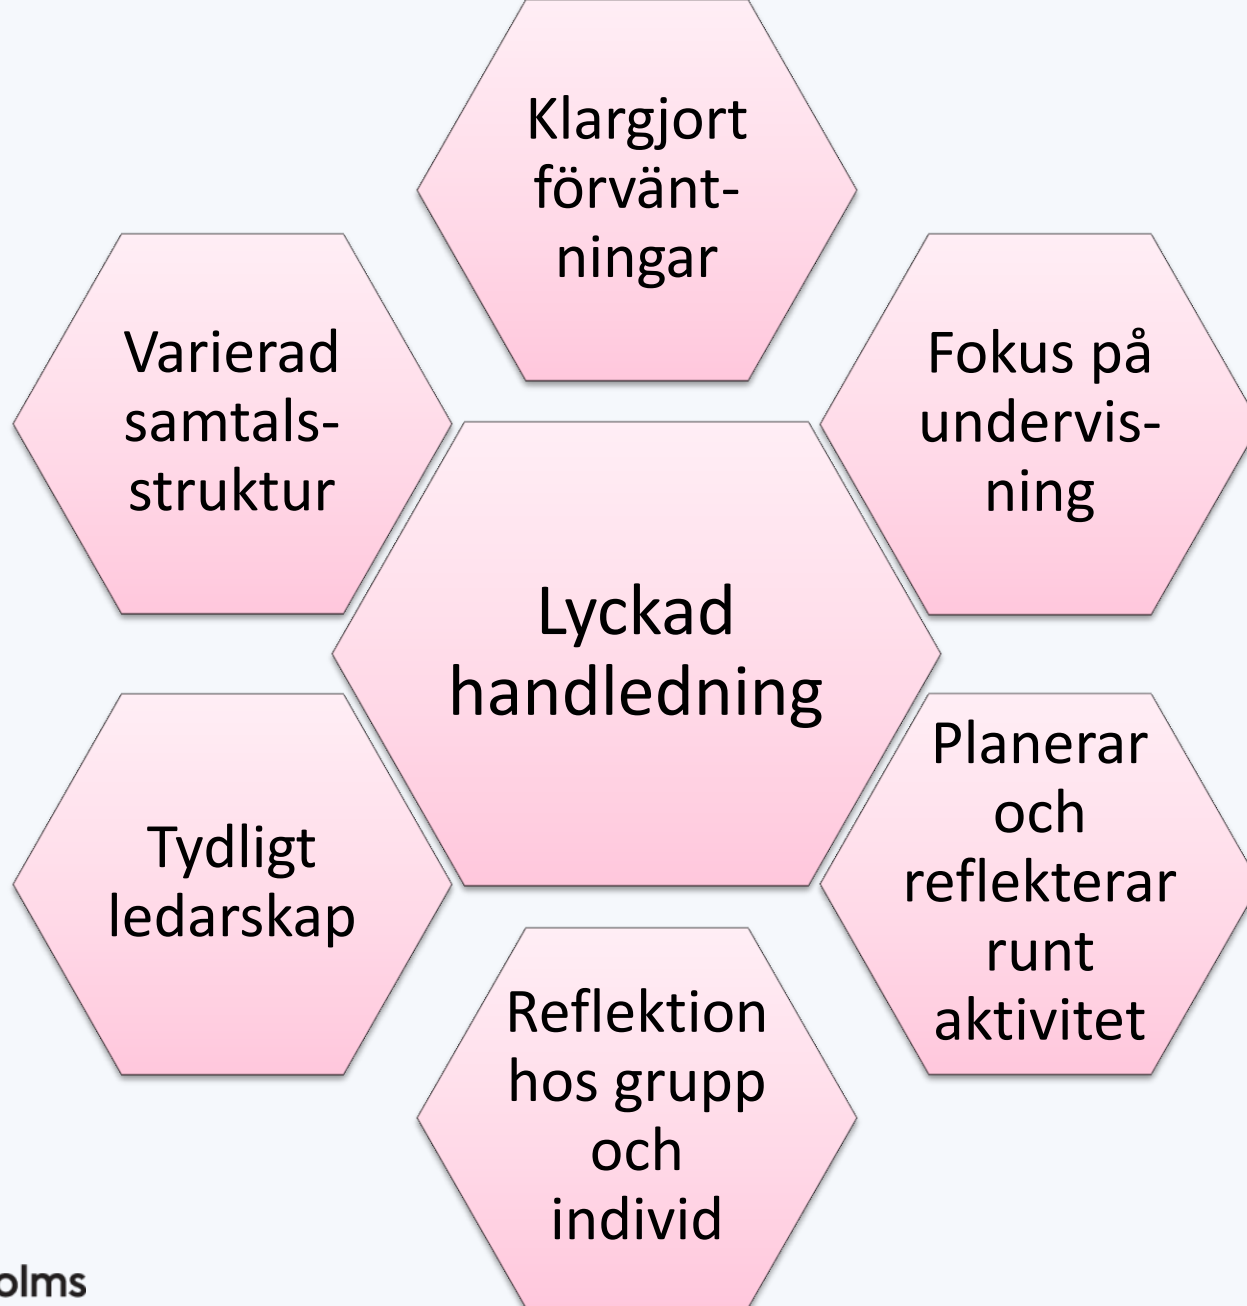 Klargjort
förvänt-
ningar
Fokus på
undervis-
ning
Planerar
och
reflekterar
runt
aktivitet
Reflektion
hos grupp
och
individ
Tydligt
ledarskap
Varierad
samtals-
struktur
Lyckad
handledning
olms